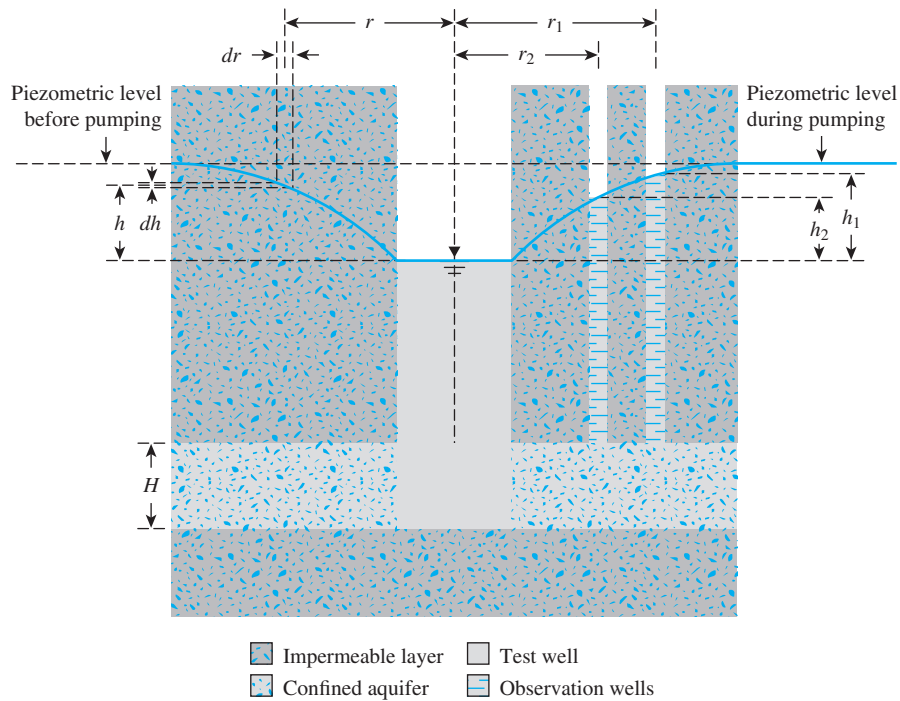 r
r₁
dr
r₂
Piezometric level
before pumping
Piezometric level
during pumping
h
dh
h₂
h₁
H
Impermeable layer
Test well
Confined aquifer
Observation wells